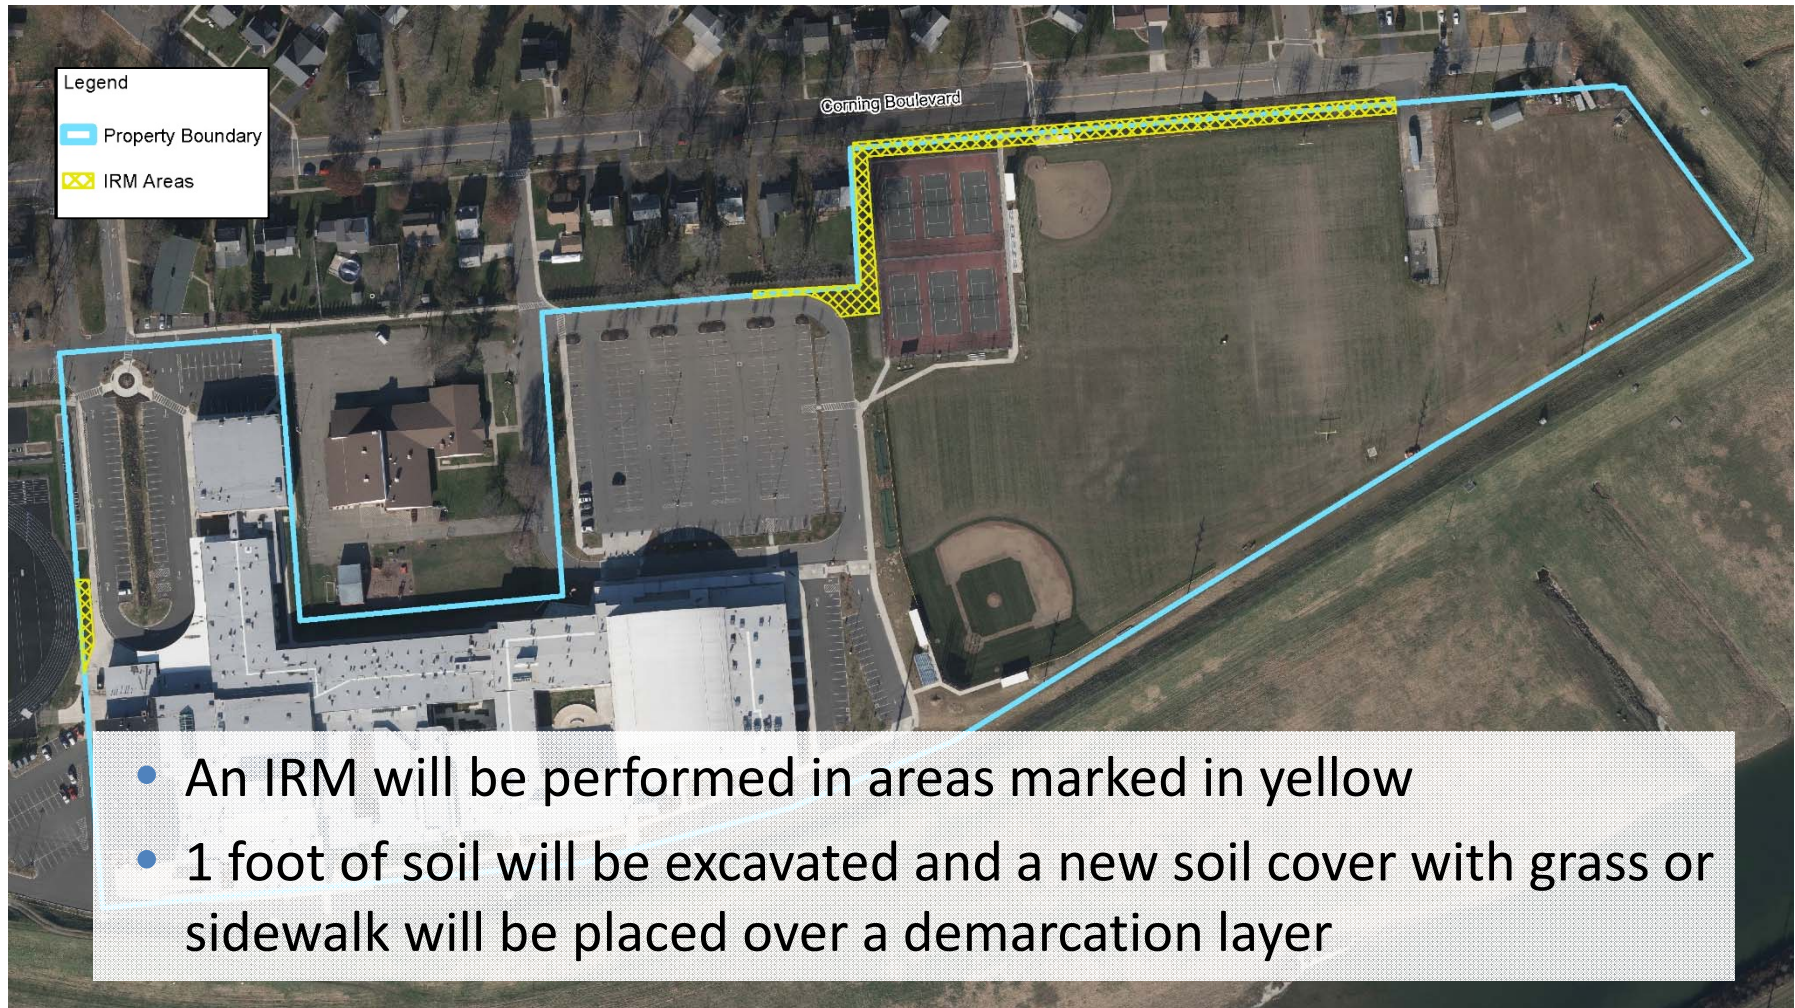 Legend
Property Boundary
IRM Areas
Corning Boulevard
• An IRM will be performed in areas marked in yellow
• 1 foot of soil will be excavated and a new soil cover with grass or
sidewalk will be placed over a demarcation layer